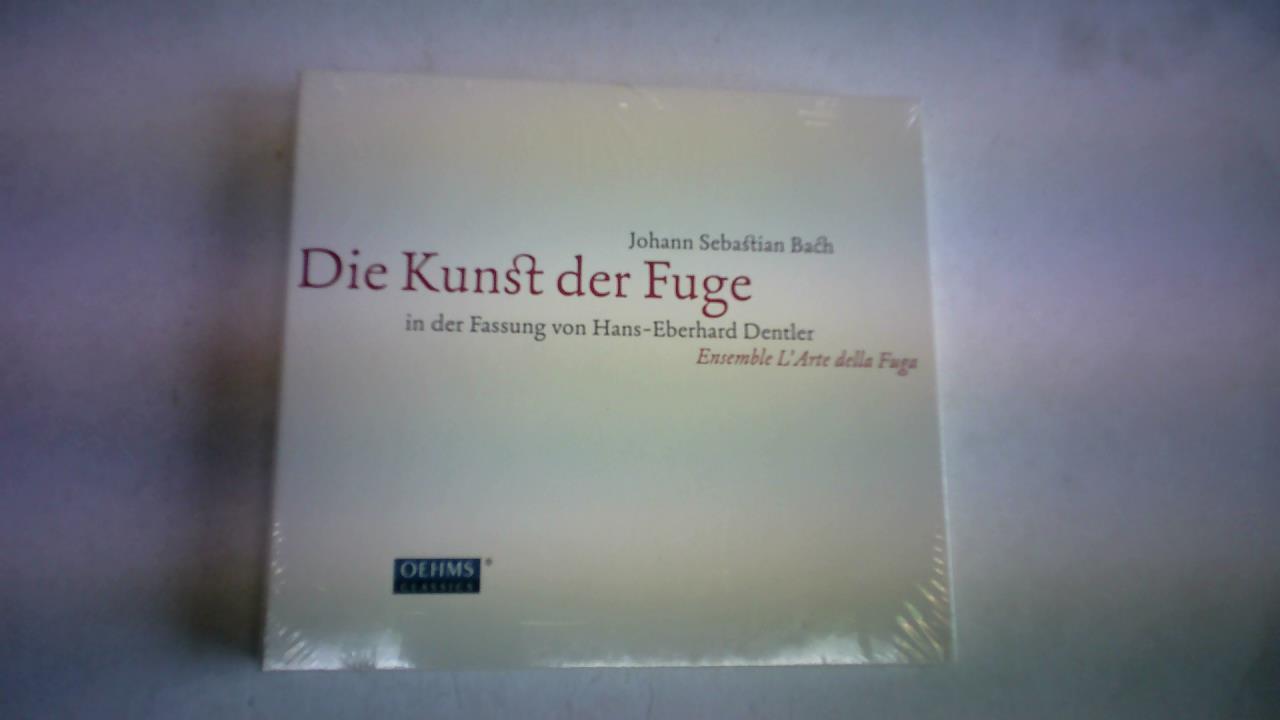 Johann Sebastian Bach
Die Kunst der Fuge
in der Fassung von Hans-Eberhard Dentler
Ensemble L'Arte della Fuga
OEHMS
CLASSICS